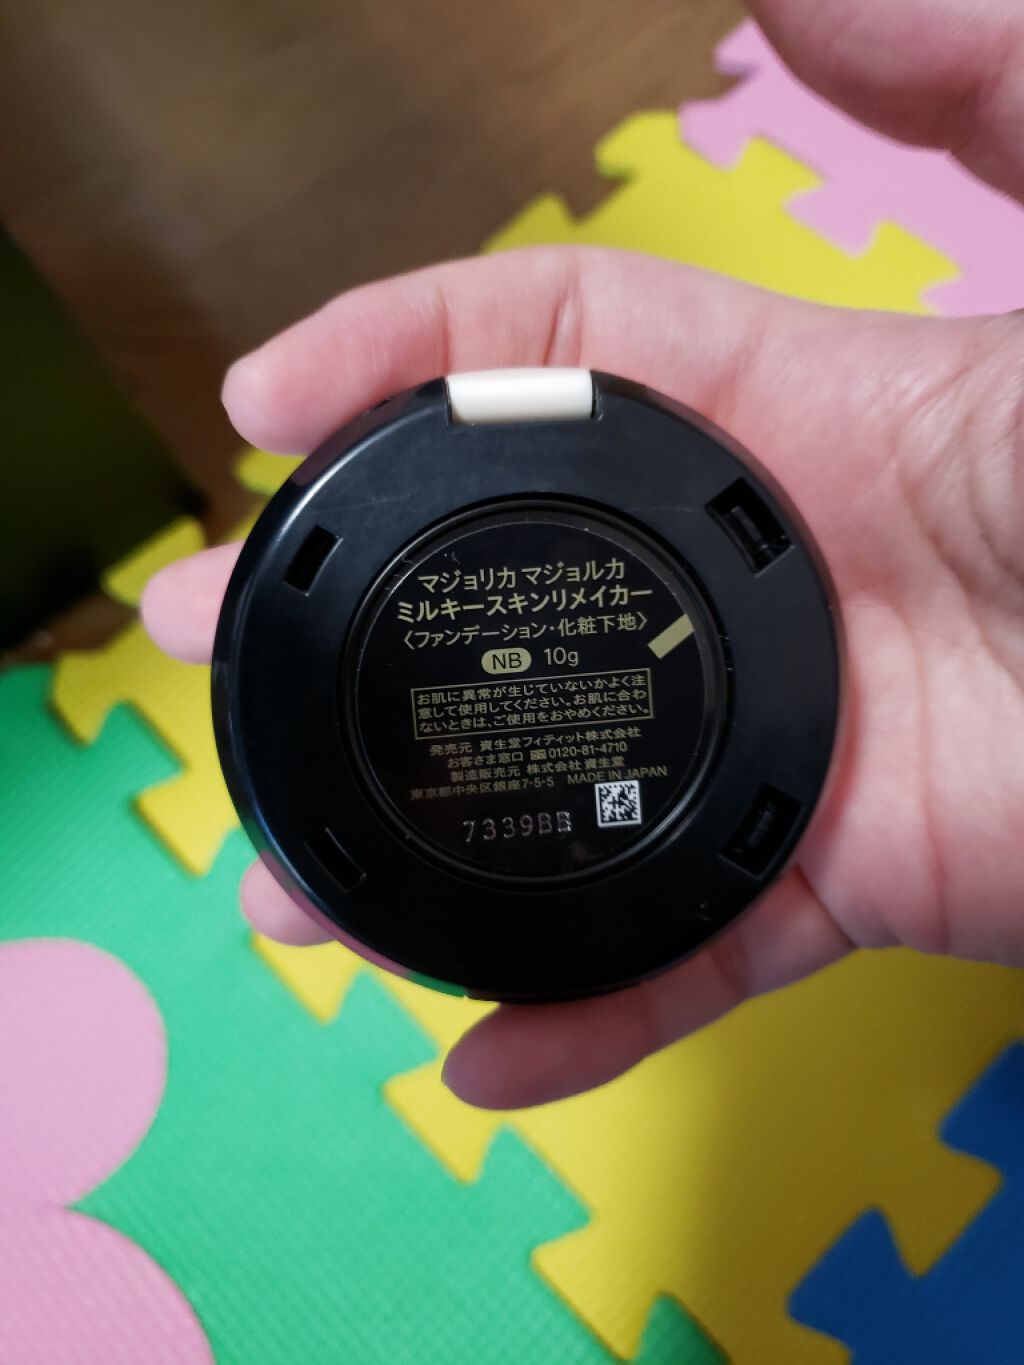 マジョリカ マジョルカ
ミルキースキンリメイカー
〈ファンデーション・化粧下地〉
NB 10g
お肌に異常が生じていないかよく注
意して使用してください。お肌に合わ
ないときは、ご使用をおやめください。
発売元 資生堂フィティット株式会社
お客さま窓口 0120-81-4710
製造販売元 株式会社 資生堂
東京都中央区銀座7-5-5 MADE IN JAPAN
7339BB